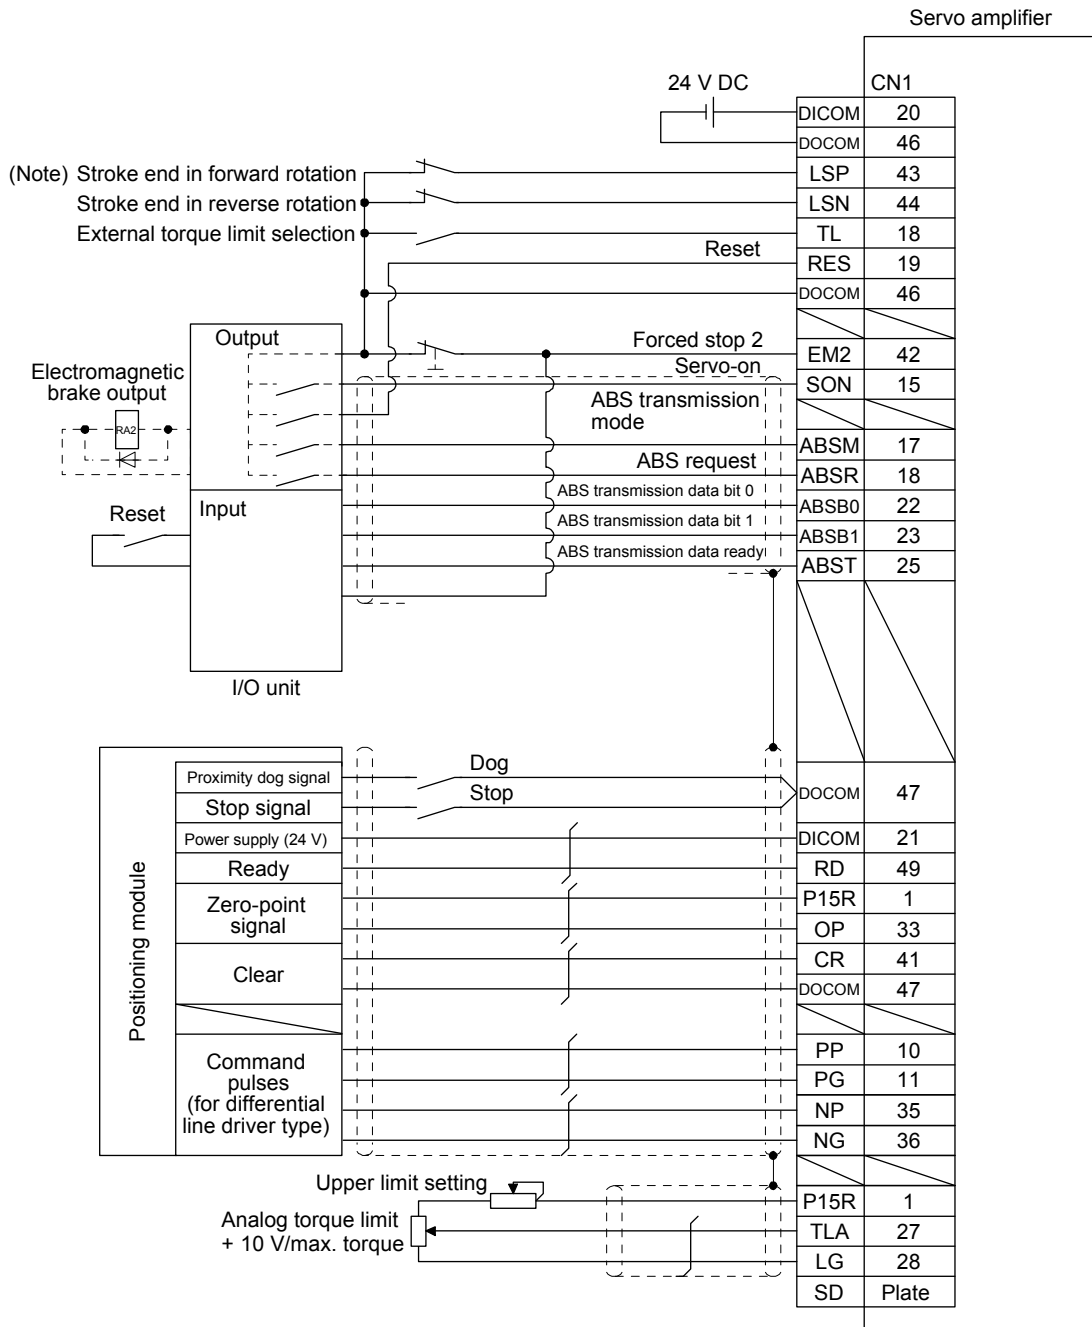 Servo amplifier
24 V DC
CN1
DICOM 20
DOCOM 46
(Note) Stroke end in forward rotation LSP 43
Stroke end in reverse rotation LSN 44
External torque limit selection TL 18
Reset RES 19
DOCOM 46
Output
Forced stop 2 EM2 42
Servo-on SON 15
Electromagnetic
brake output
RA2
ABS transmission
mode
ABSM 17
ABS request ABSR 18
Input
ABS transmission data bit 0 ABSB0 22
Reset
ABS transmission data bit 1 ABSB1 23
ABS transmission data ready ABST 25
I/O unit
Positioning module
Proximity dog signal Dog
Stop signal Stop
DOCOM 47
Power supply (24 V) DICOM 21
Ready RD 49
Zero-point
signal
P15R 1
OP 33
Clear
CR 41
DOCOM 47
Command
pulses
(for differential
line driver type)
PP 10
PG 11
NP 35
NG 36
Upper limit setting P15R 1
Analog torque limit
+ 10 V/max. torque
TLA 27
LG 28
SD Plate